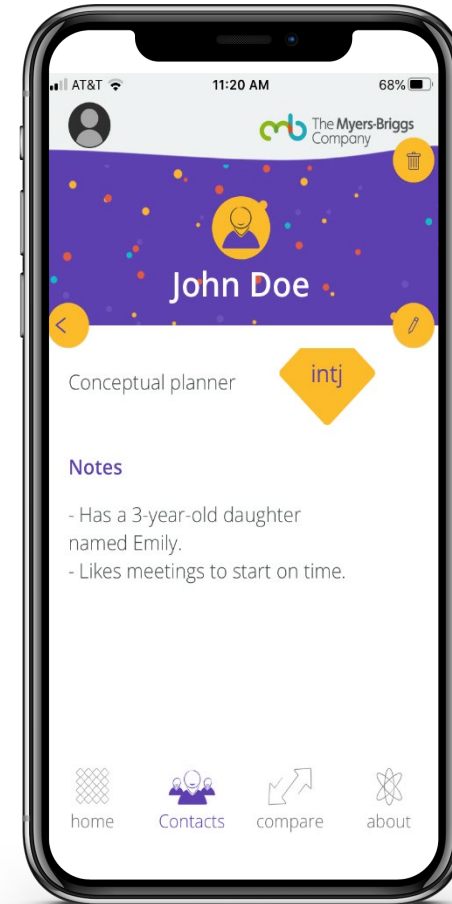 AT&T 11:20 AM 68%
The Myers-Briggs
Company
John Doe
Conceptual planner intj
Notes
- Has a 3-year-old daughter
named Emily.
- Likes meetings to start on time.
home Contacts compare about